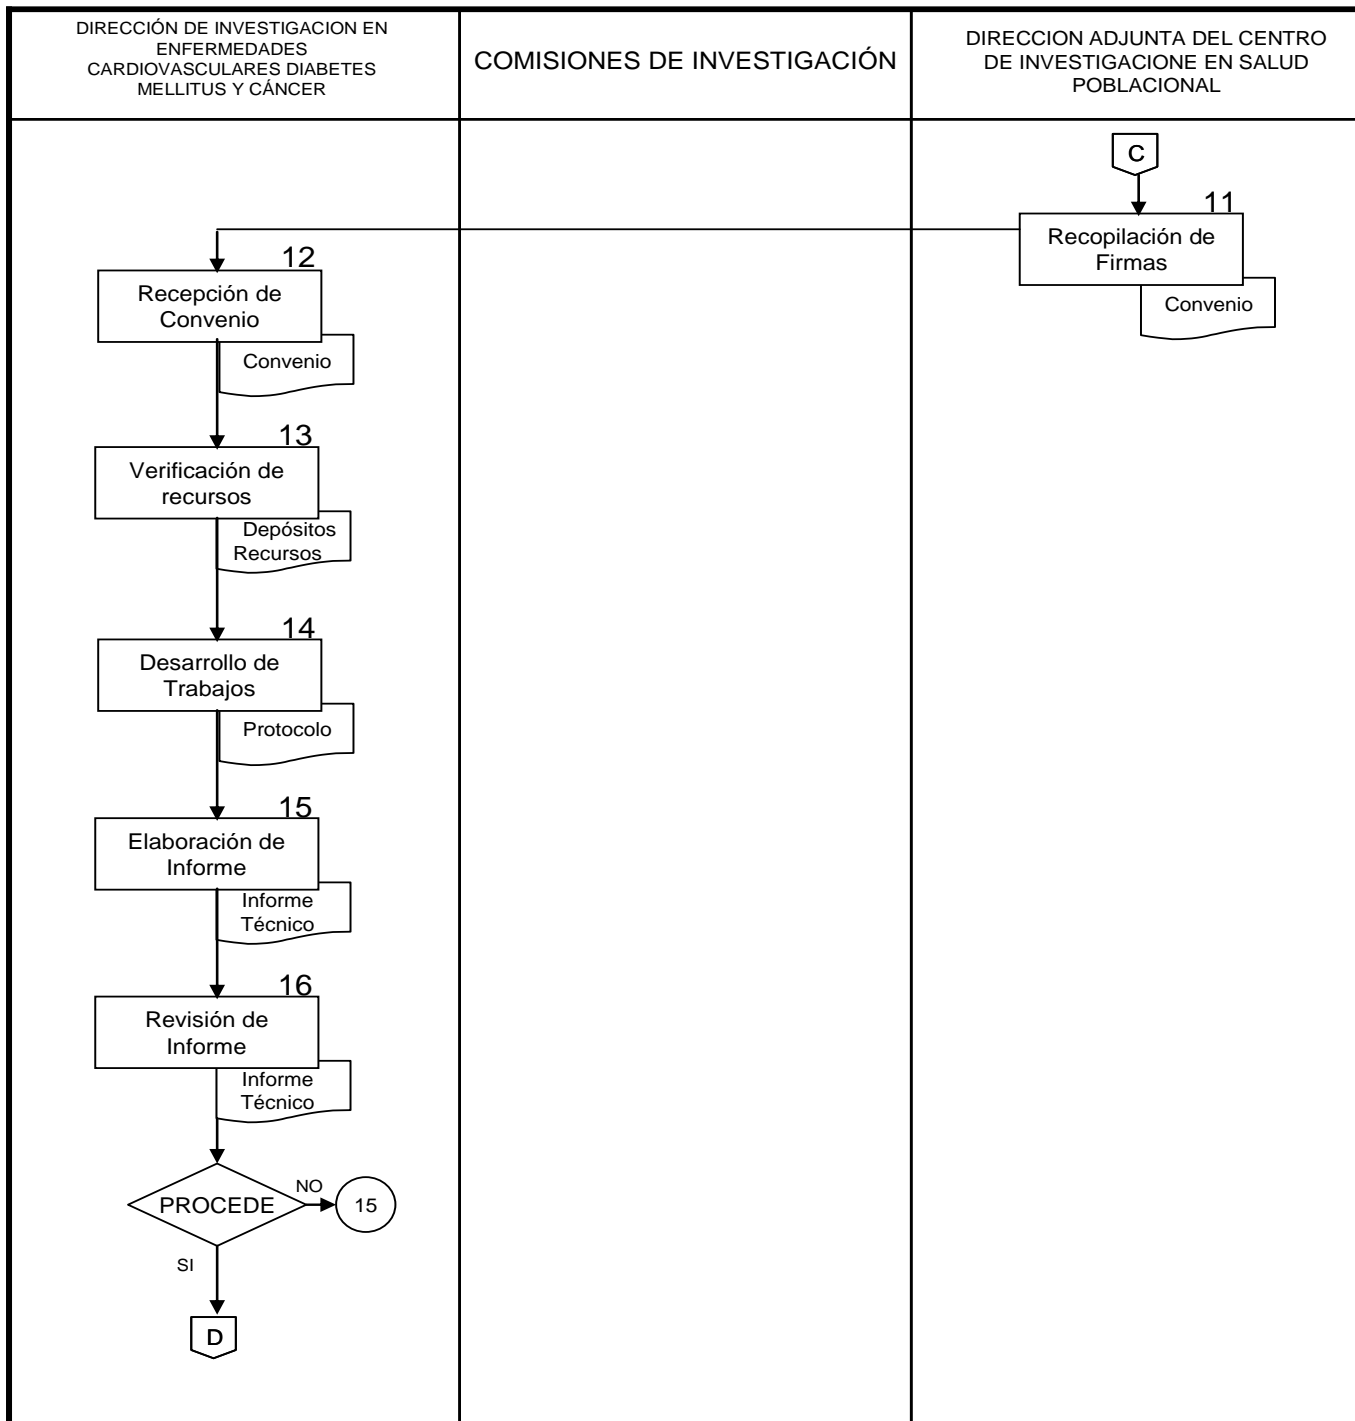 DIRECCIÓN DE INVESTIGACION EN
ENFERMEDADES
CARDIOVASCULARES DIABETES
MELLITUS Y CÁNCER
COMISIONES DE INVESTIGACIÓN
DIRECCION ADJUNTA DEL CENTRO
DE INVESTIGACIONE EN SALUD
POBLACIONAL
C
11
Recopilación de
Firmas
Convenio
12
Recepción de
Convenio
Convenio
13
Verificación de
recursos
Depósitos
Recursos
14
Desarrollo de
Trabajos
Protocolo
15
Elaboración de
Informe
Informe
Técnico
16
Revisión de
Informe
Informe
Técnico
PROCEDE
NO
15
SI
D